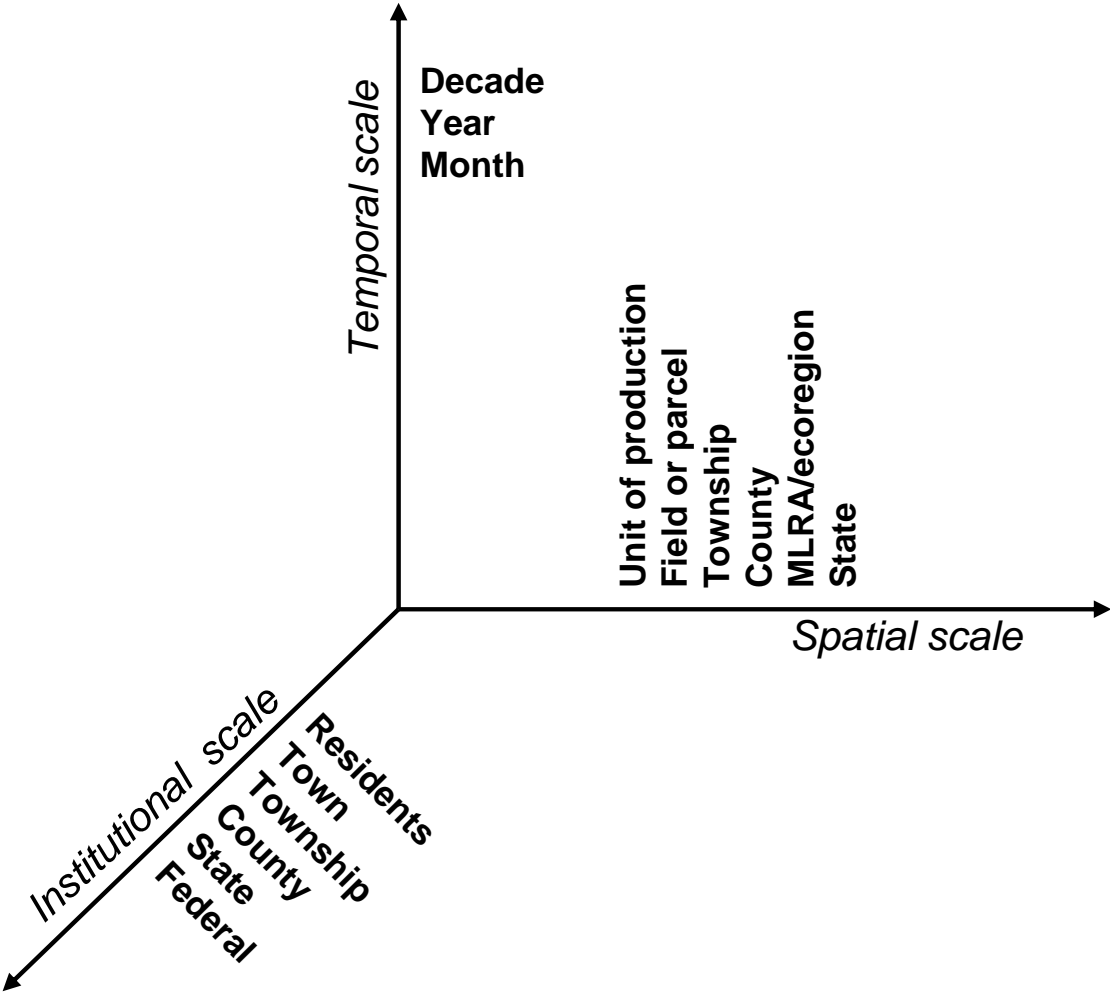 Temporal scale
Decade
Year
Month
Unit of production
Field or parcel
Township
County
MLRA/ecoregion
State
Spatial scale
Institutional scale
Residents
Town
Township
County
State
Federal